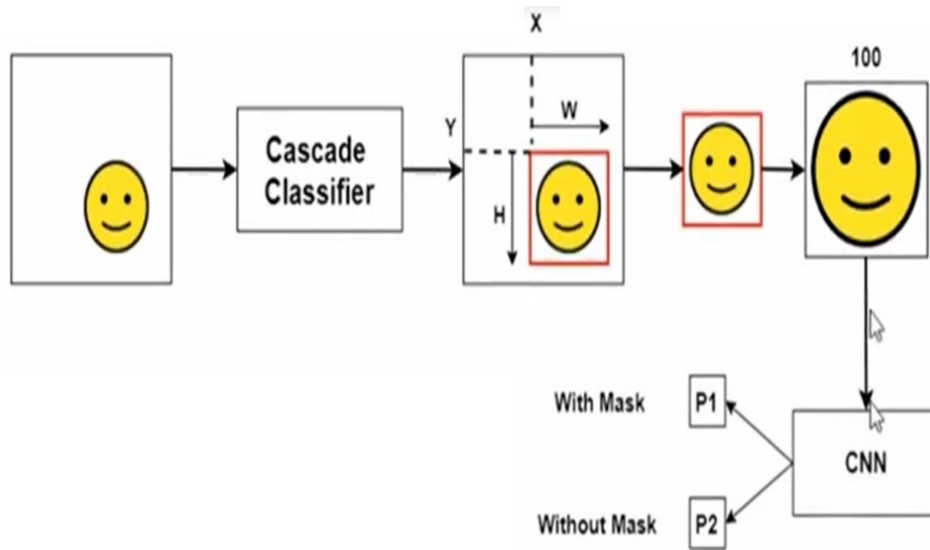 X
100
Y
W
Cascade
Classifier
H
With Mask
P1
CNN
Without Mask
P2